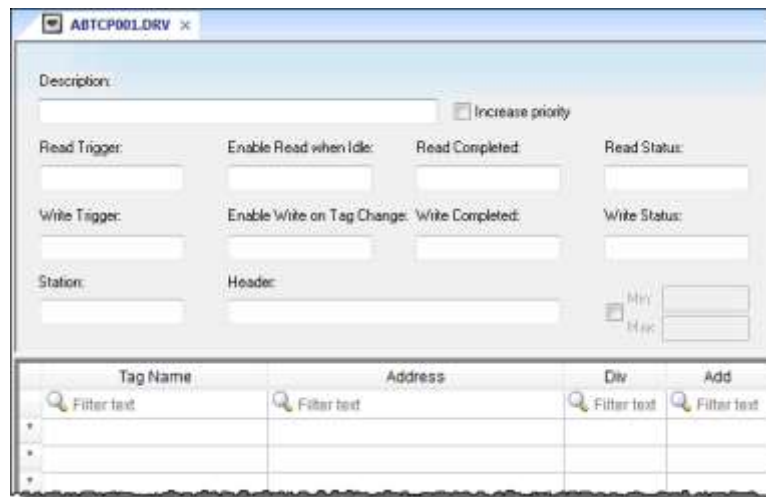 ABTCP001.DRV ×
Description:
Increase priority
Read Trigger: Enable Read when Idle: Read Completed: Read Status:
Write Trigger: Enable Write on Tag Change: Write Completed: Write Status:
Station: Header:
Min:
Max:
Tag Name Address Div Add
Filter text Filter text Filter text Filter text
*
*
*